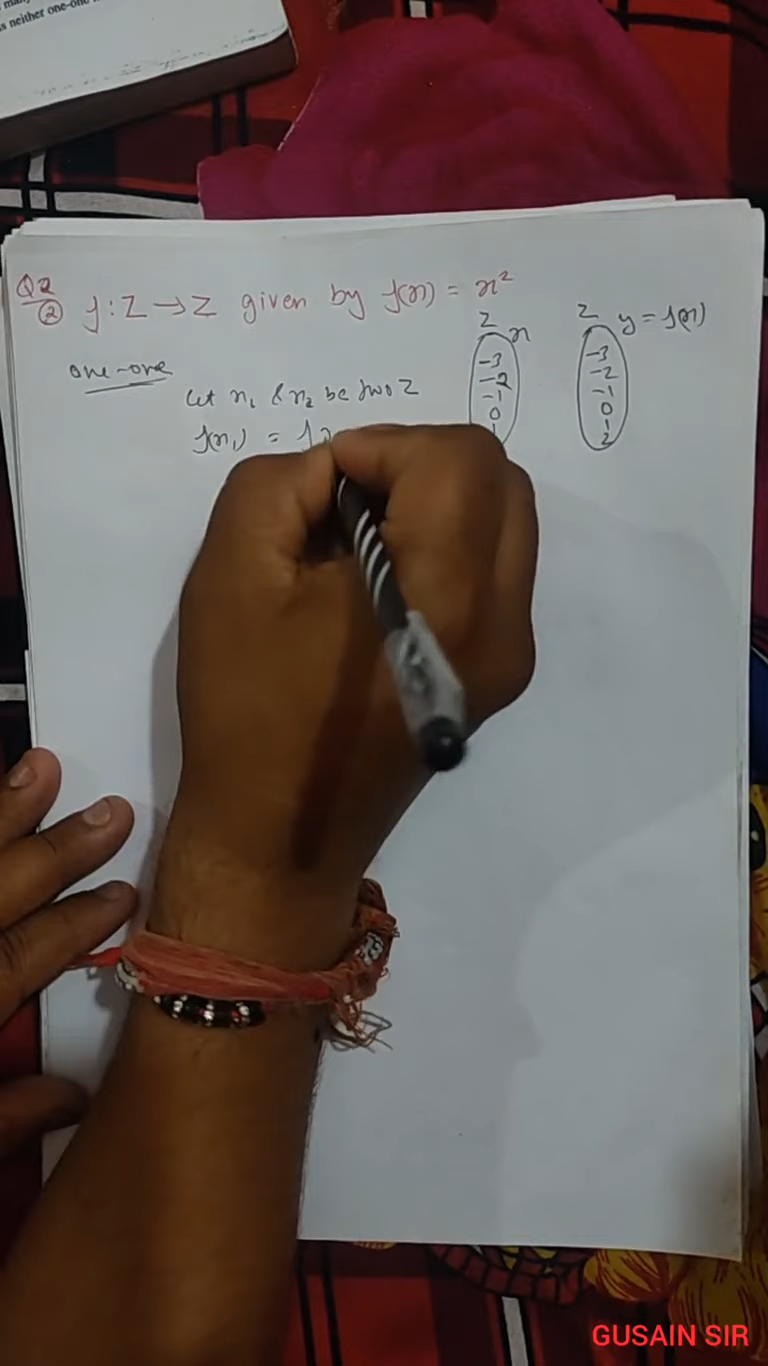 many
s neither one-one
Q2 ② f : Z → Z given by f(x) = x²
one-one
Let x₁ & x₂ be two Z
f(x₁) = f
Z x
-3
-2
-1
0
1
Z y = f(x)
-3
-2
-1
0
1
2
GUSAIN SIR